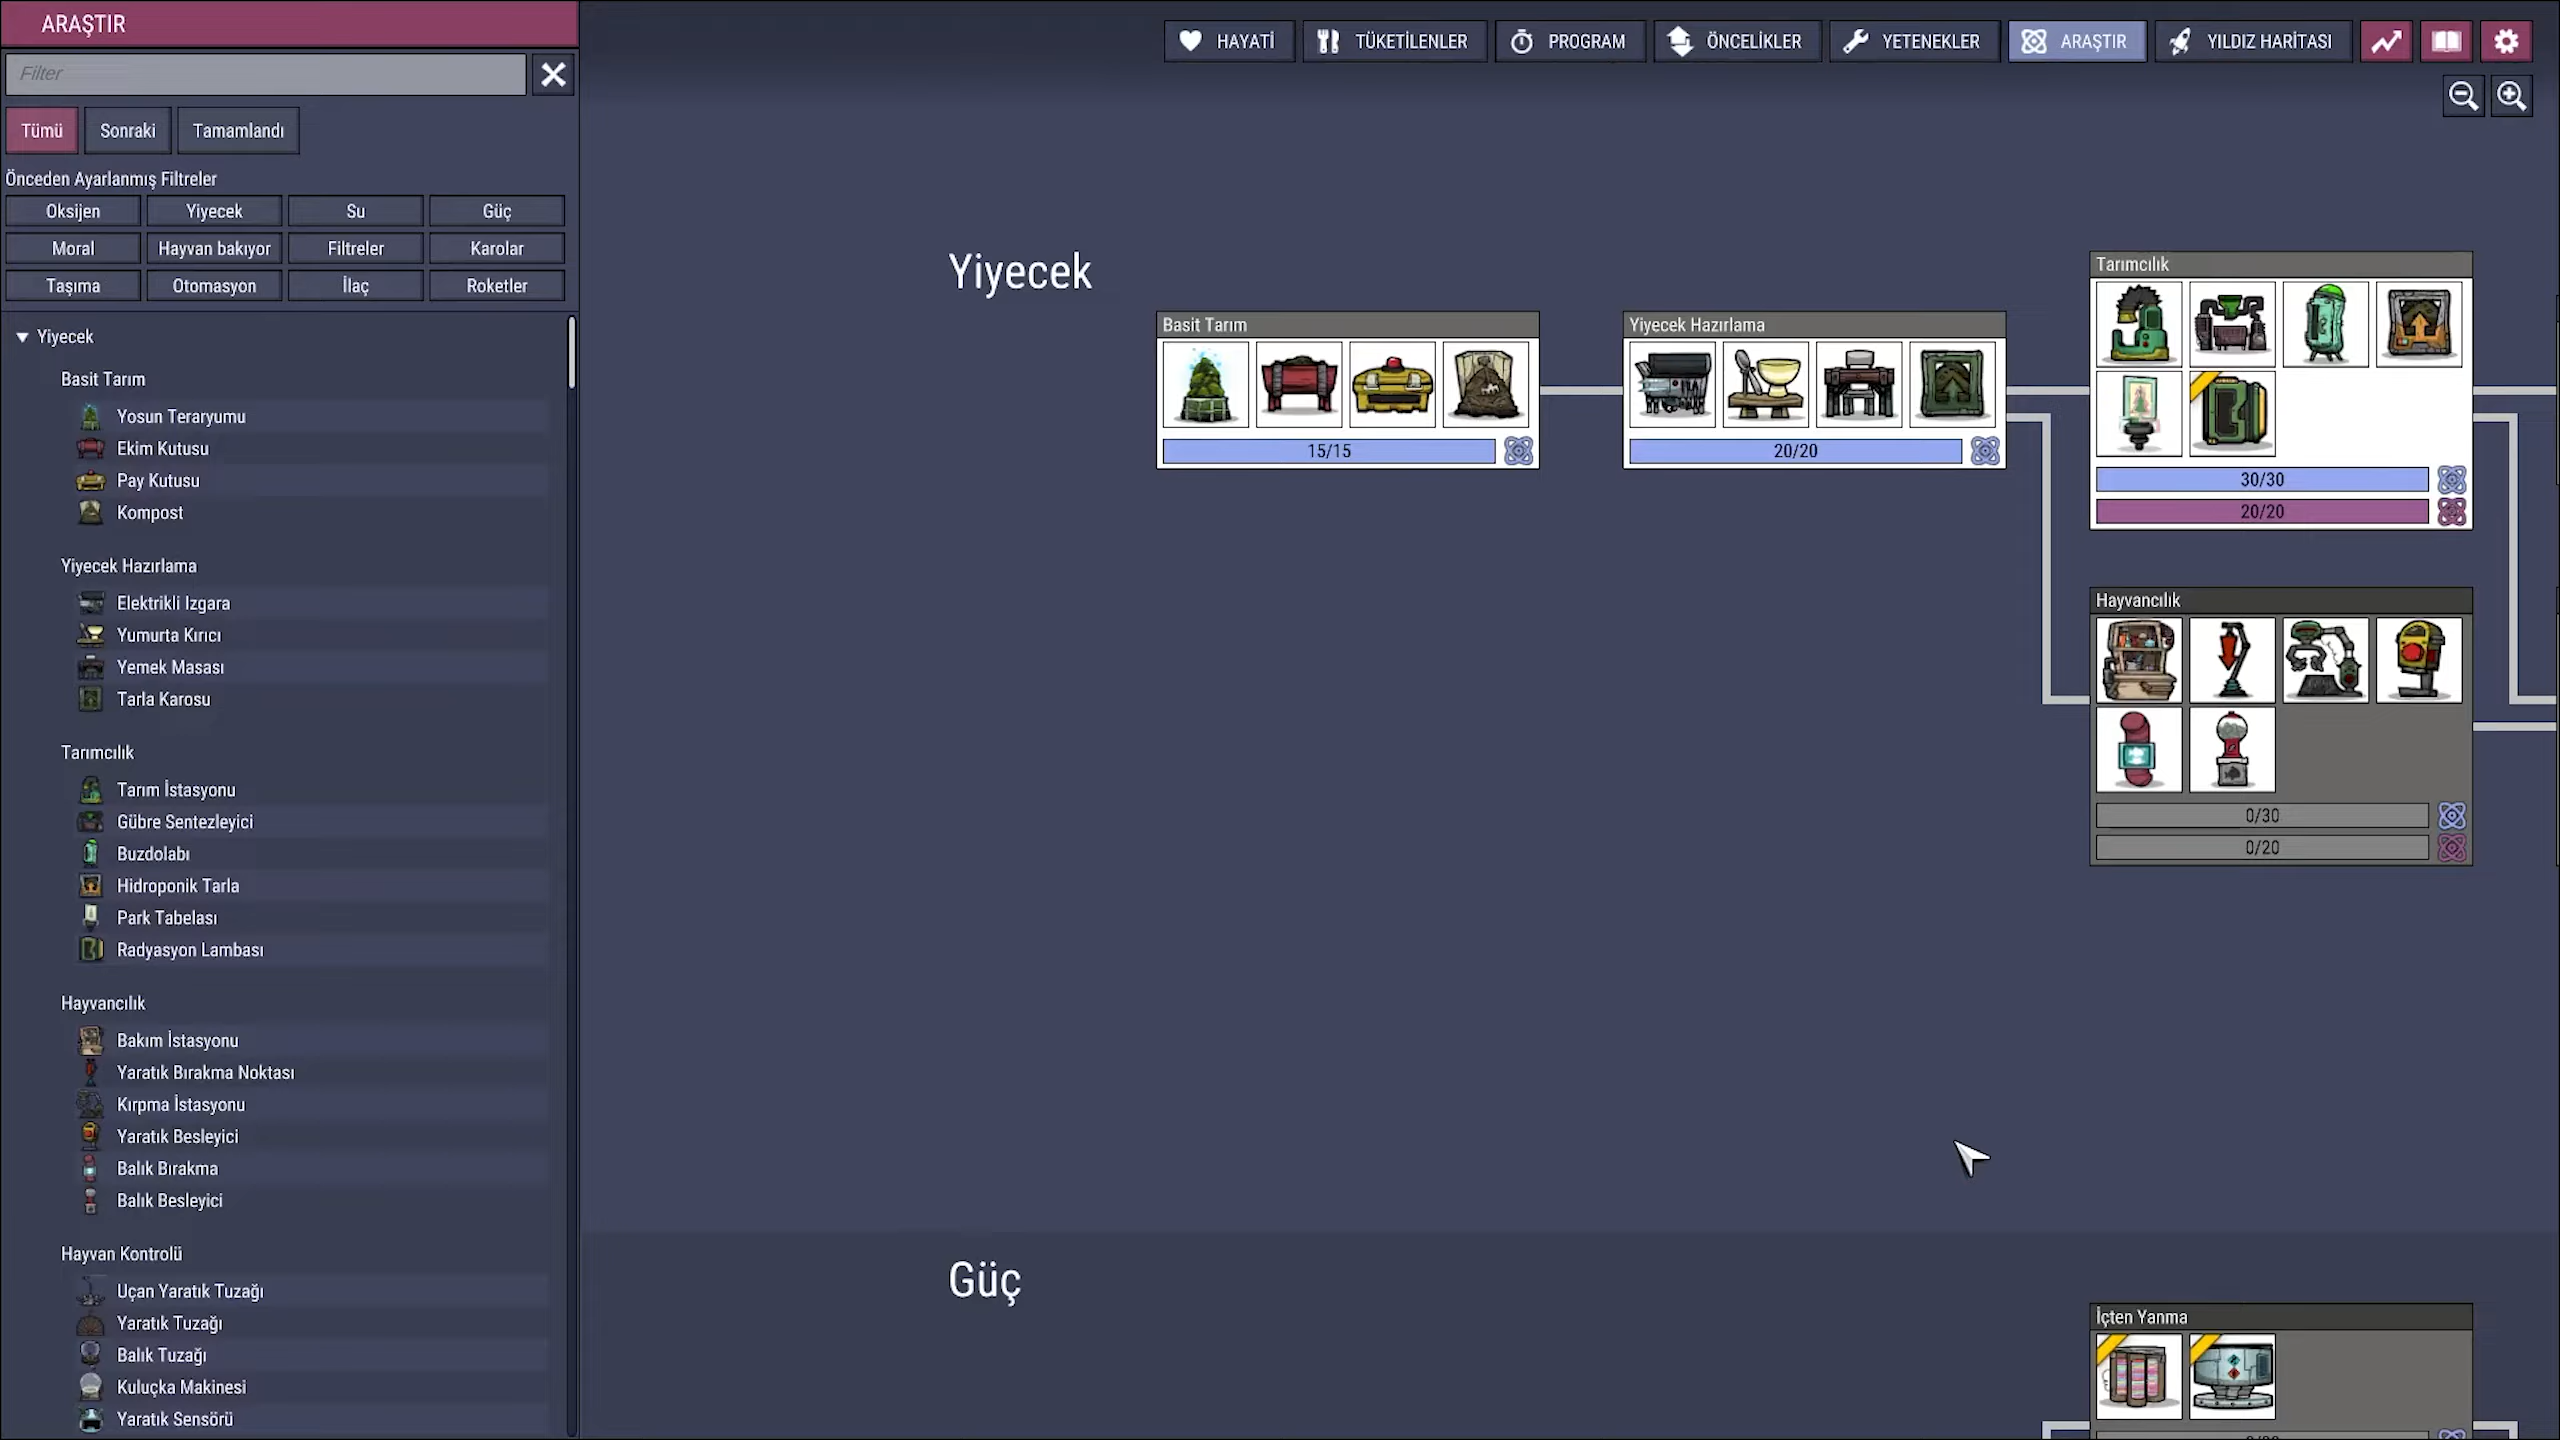 ARAŞTIR
HAYATİ
TÜKETİLENLER
PROGRAM
ÖNCELİKLER
YETENEKLER
ARAŞTIR
YILDIZ HARİTASI
Filter
Tümü
Sonraki
Tamamlandı
Önceden Ayarlanmış Filtreler
Oksijen
Yiyecek
Su
Güç
Moral
Hayvan bakıyor
Filtreler
Karolar
Taşıma
Otomasyon
İlaç
Roketler
Yiyecek
Basit Tarım
Yosun Teraryumu
Ekim Kutusu
Pay Kutusu
Kompost
Yiyecek Hazırlama
Elektrikli Izgara
Yumurta Kırıcı
Yemek Masası
Tarla Karosu
Tarımcılık
Tarım İstasyonu
Gübre Sentezleyici
Buzdolabı
Hidroponik Tarla
Park Tabelası
Radyasyon Lambası
Hayvancılık
Bakım İstasyonu
Yaratık Bırakma Noktası
Kırpma İstasyonu
Yaratık Besleyici
Balık Bırakma
Balık Besleyici
Hayvan Kontrolü
Uçan Yaratık Tuzağı
Yaratık Tuzağı
Balık Tuzağı
Kuluçka Makinesi
Yaratık Sensörü
Yiyecek
Basit Tarım
15/15
Yiyecek Hazırlama
20/20
Tarımcılık
30/30
20/20
Hayvancılık
0/30
0/20
Güç
İçten Yanma